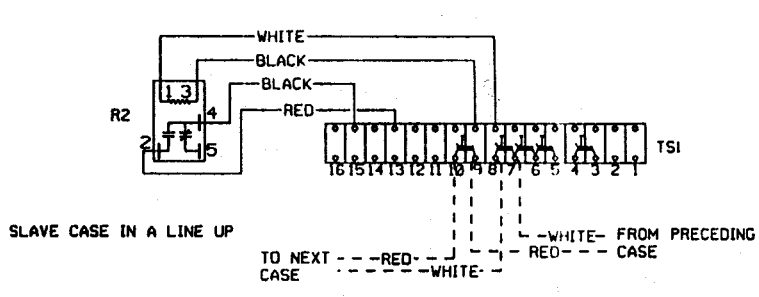 WHITE
BLACK
1 3
BLACK
R2
4
RED
2
5
TS1
16 15 14 13 12 11 10 9 8 7 6 5 4 3 2 1
SLAVE CASE IN A LINE UP
WHITE FROM PRECEDING
RED CASE
TO NEXT RED
CASE WHITE